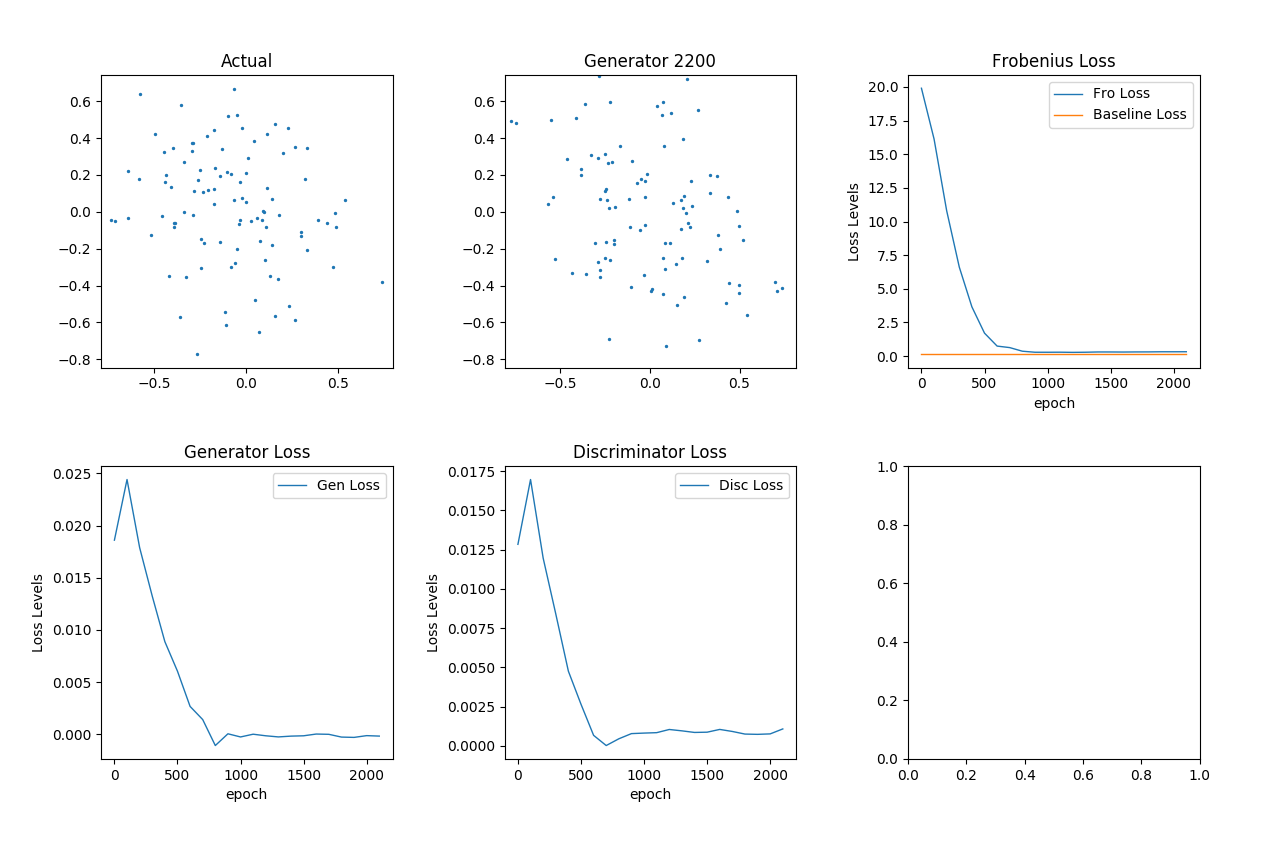 Actual
0.6
0.4
0.2
0.0
−0.2
−0.4
−0.6
−0.8
−0.5 0.0 0.5
Generator 2200
0.6
0.4
0.2
0.0
−0.2
−0.4
−0.6
−0.8
−0.5 0.0 0.5
Frobenius Loss
Fro Loss
Baseline Loss
Loss Levels
20.0
17.5
15.0
12.5
10.0
7.5
5.0
2.5
0.0
0 500 1000 1500 2000
epoch
Generator Loss
Gen Loss
Loss Levels
0.025
0.020
0.015
0.010
0.005
0.000
0 500 1000 1500 2000
epoch
Discriminator Loss
Disc Loss
Loss Levels
0.0175
0.0150
0.0125
0.0100
0.0075
0.0050
0.0025
0.0000
0 500 1000 1500 2000
epoch
1.0
0.8
0.6
0.4
0.2
0.0
0.0 0.2 0.4 0.6 0.8 1.0